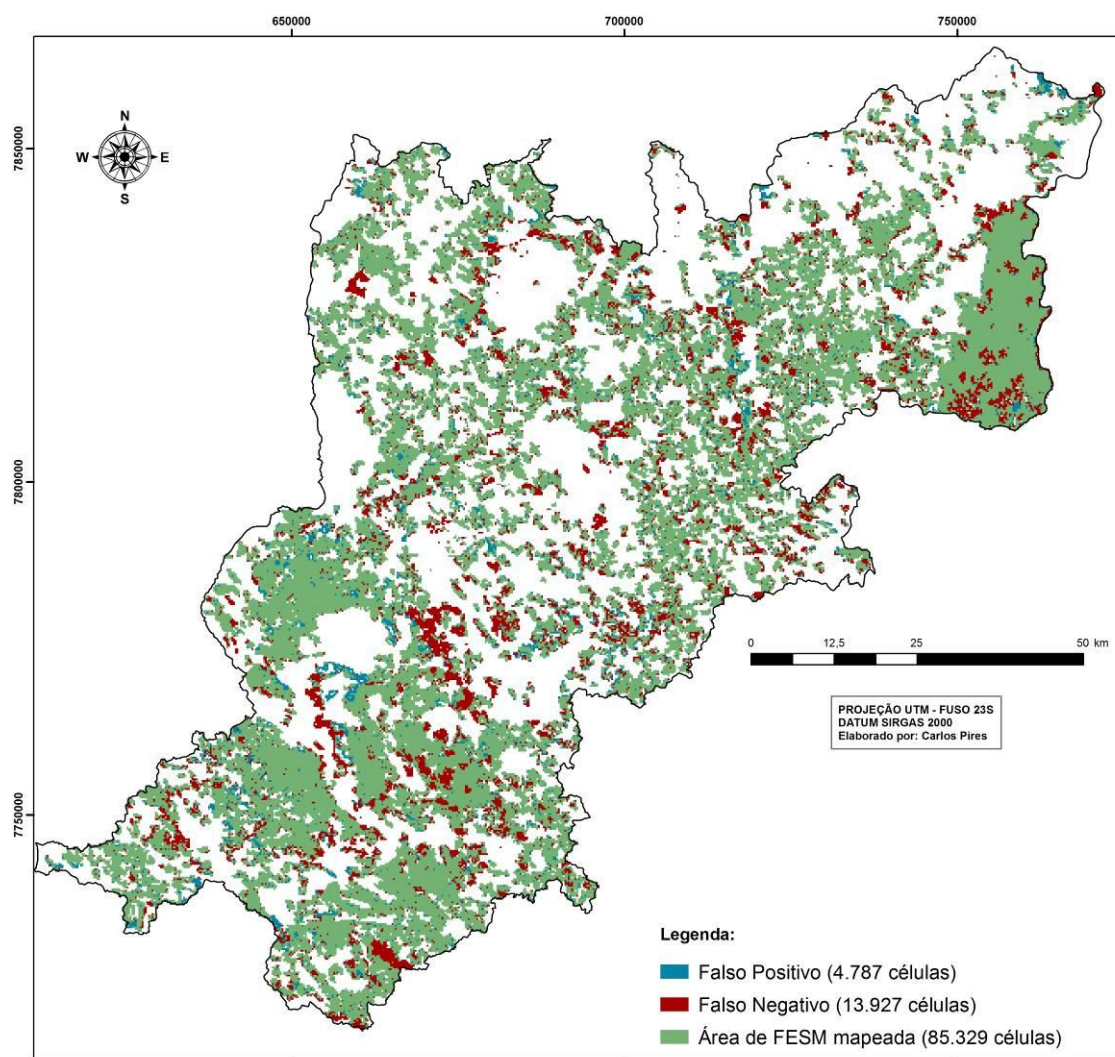 650000 700000 750000
N
W E
S
7850000
7800000
7750000
0 12,5 25 50 km
PROJEÇÃO UTM - FUSO 23S
DATUM SIRGAS 2000
Elaborado por: Carlos Pires
Legenda:
Falso Positivo (4.787 células)
Falso Negativo (13.927 células)
Área de FESM mapeada (85.329 células)